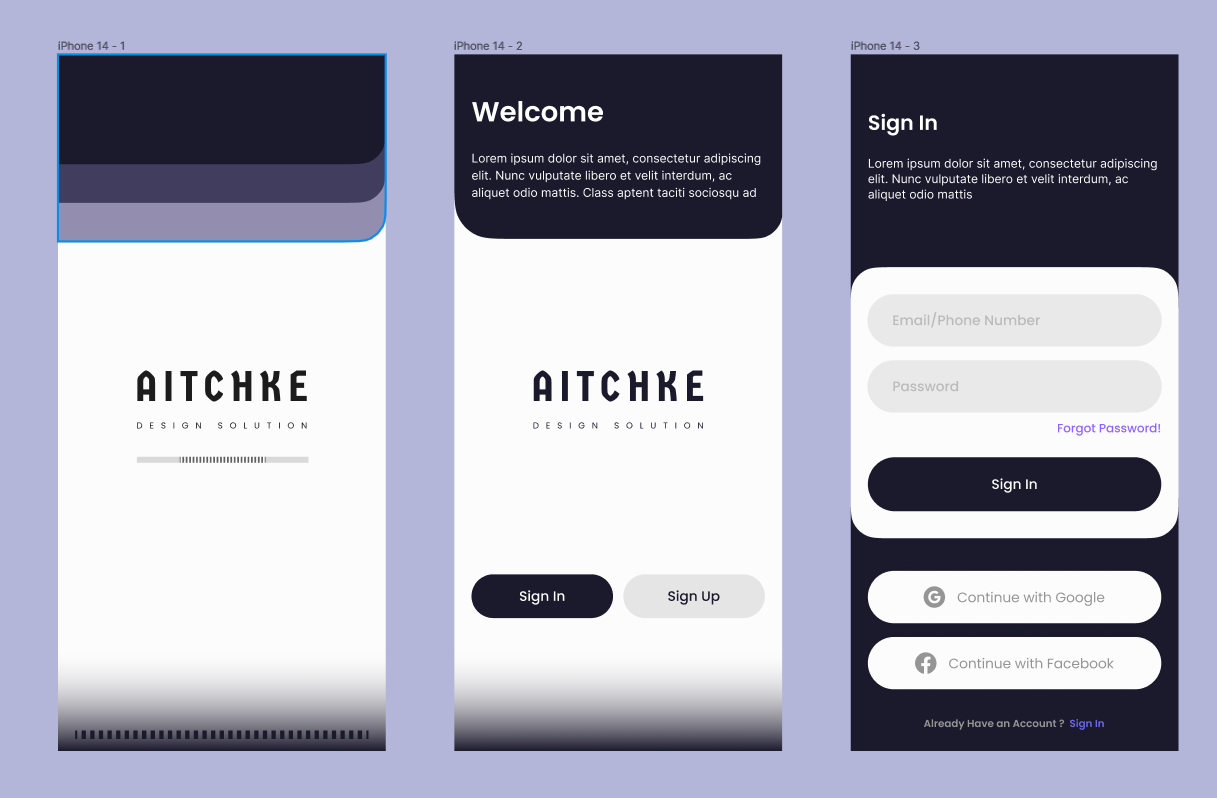 iPhone 14 - 1
AITCHKE
DESIGN SOLUTION
iPhone 14 - 2
Welcome
Lorem ipsum dolor sit amet, consectetur adipiscing
elit. Nunc vulputate libero et velit interdum, ac
aliquet odio mattis. Class aptent taciti sociosqu ad
AITCHKE
DESIGN SOLUTION
Sign In
Sign Up
iPhone 14 - 3
Sign In
Lorem ipsum dolor sit amet, consectetur adipiscing
elit. Nunc vulputate libero et velit interdum, ac
aliquet odio mattis
Email/Phone Number
Password
Forgot Password!
Sign In
Continue with Google
Continue with Facebook
Already Have an Account ? Sign In